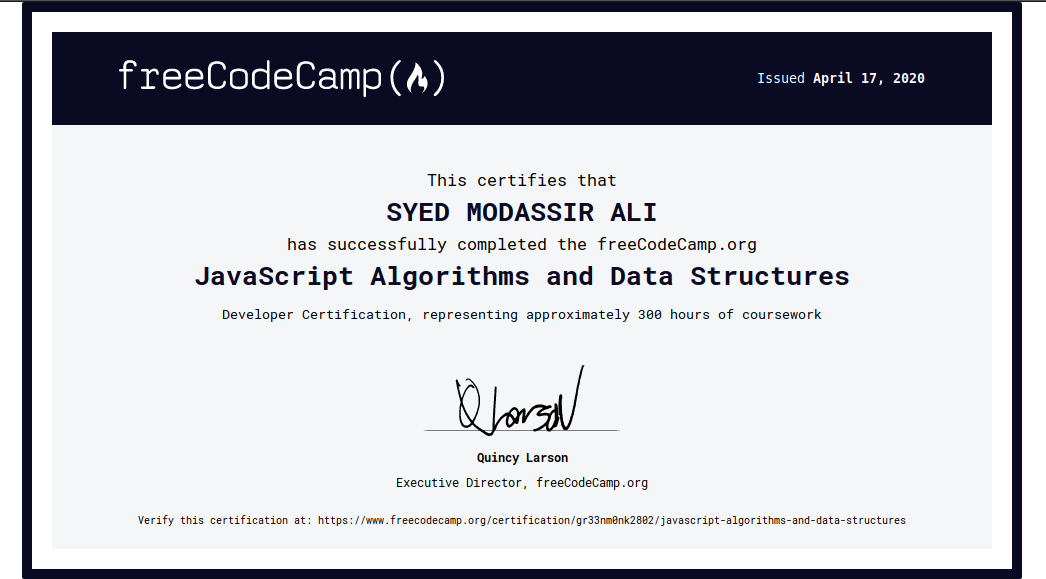 freeCodeCamp(🔥)
Issued April 17, 2020
This certifies that
SYED MODASSIR ALI
has successfully completed the freeCodeCamp.org
JavaScript Algorithms and Data Structures
Developer Certification, representing approximately 300 hours of coursework
Q Larson
Quincy Larson
Executive Director, freeCodeCamp.org
Verify this certification at: https://www.freecodecamp.org/certification/gr33nm0nk2802/javascript-algorithms-and-data-structures